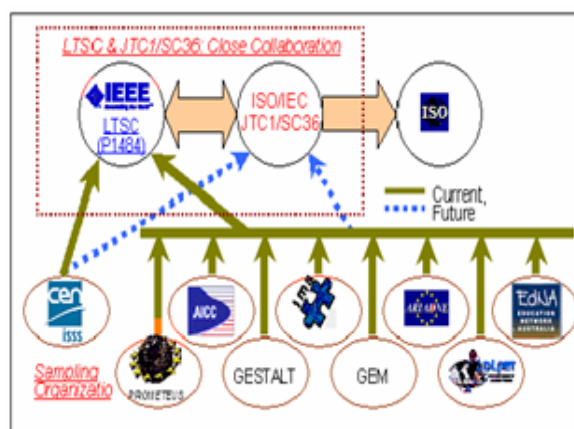 LTSC & JTC1/SC36: Close Collaboration
IEEE
LTSC
(P1484)
ISO/IEC
JTC1/SC36
ISO
Current,
Future
cen
isss
AICC
ims
ARIADNE
EdNA
EDUCATION
NETWORK
AUSTRALIA
Sampling
Organizatio
PROMETEUS
GESTALT
GEM